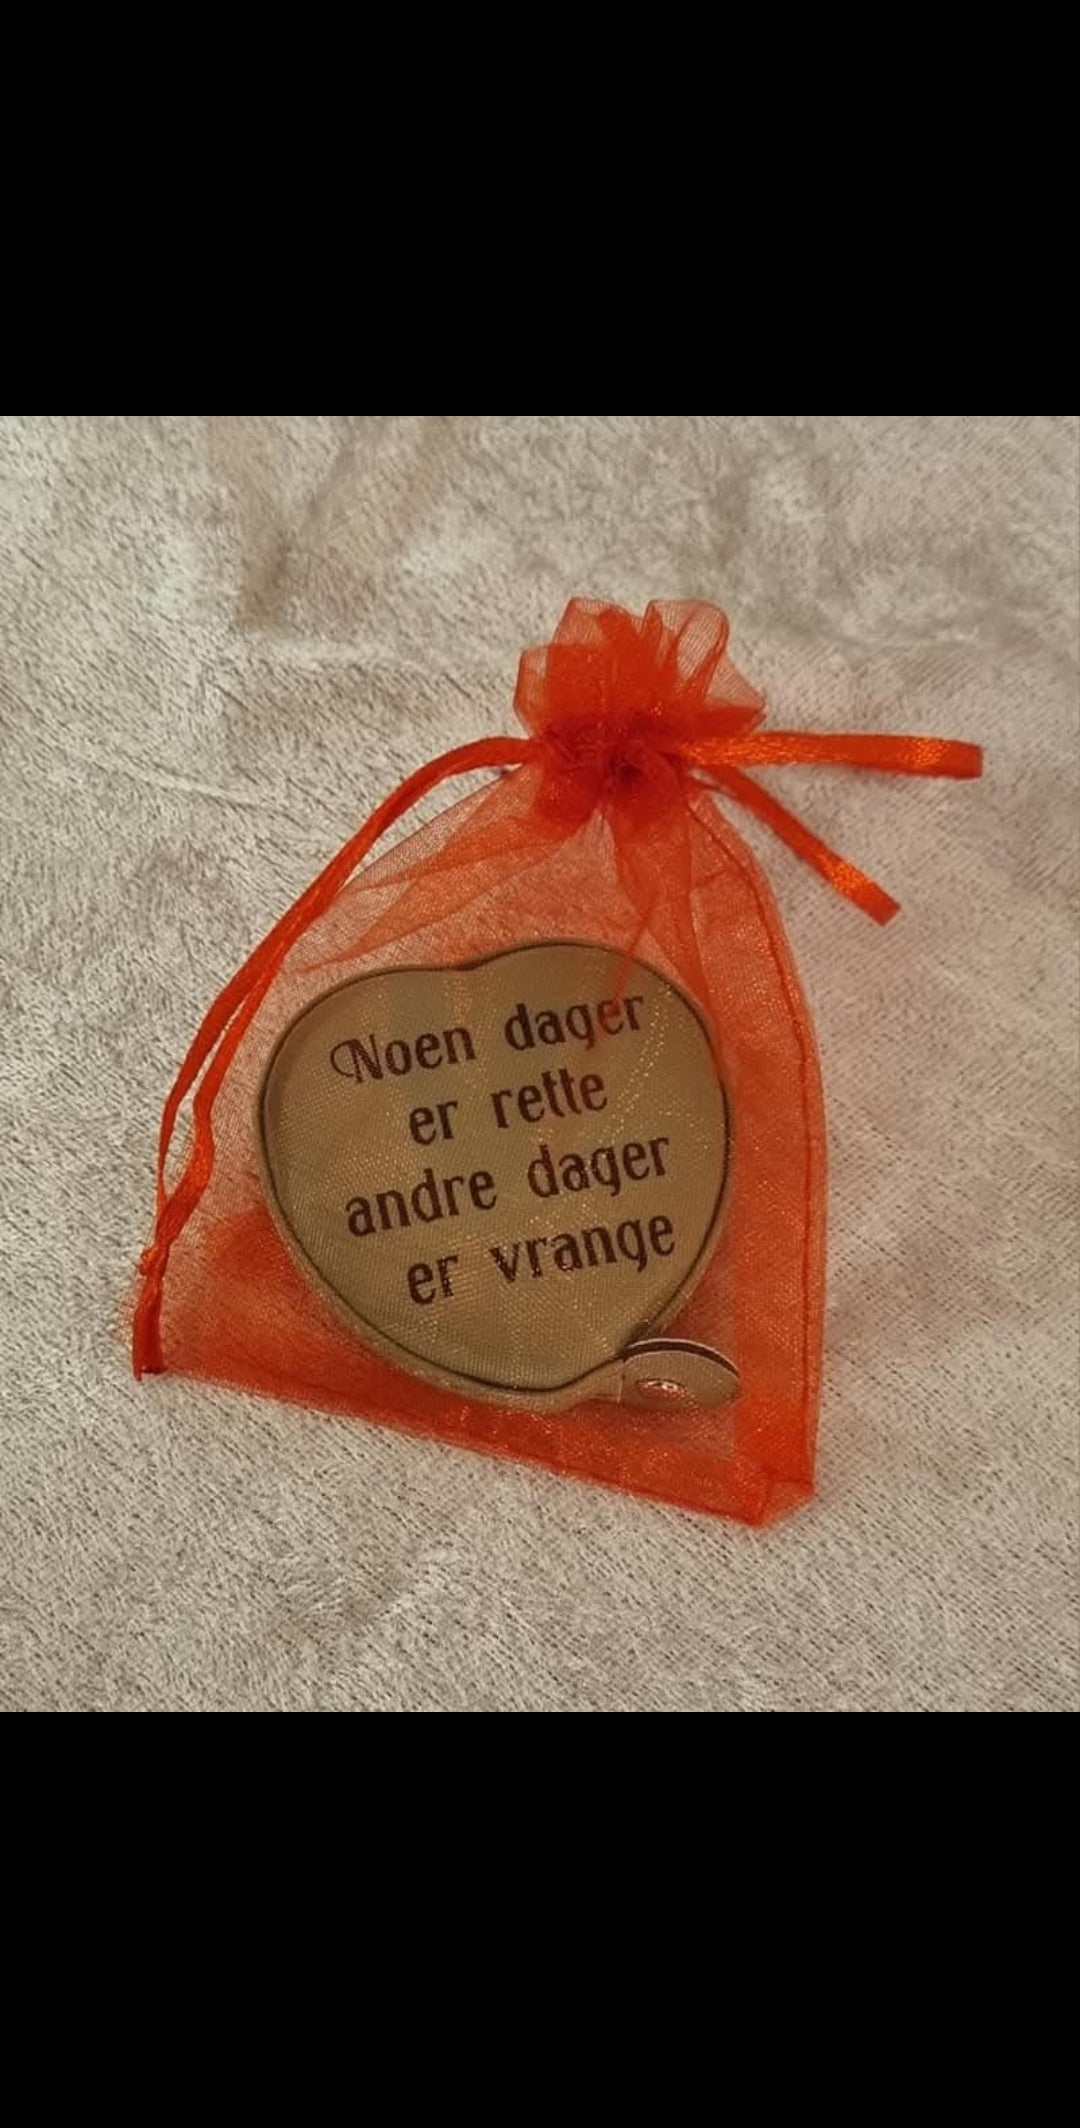 Noen dager
er rette
andre dager
er vrange